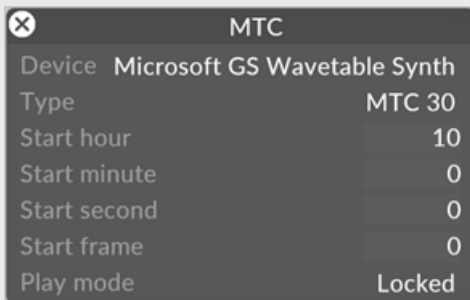 MTC
Device Microsoft GS Wavetable Synth
Type MTC 30
Start hour 10
Start minute 0
Start second 0
Start frame 0
Play mode Locked